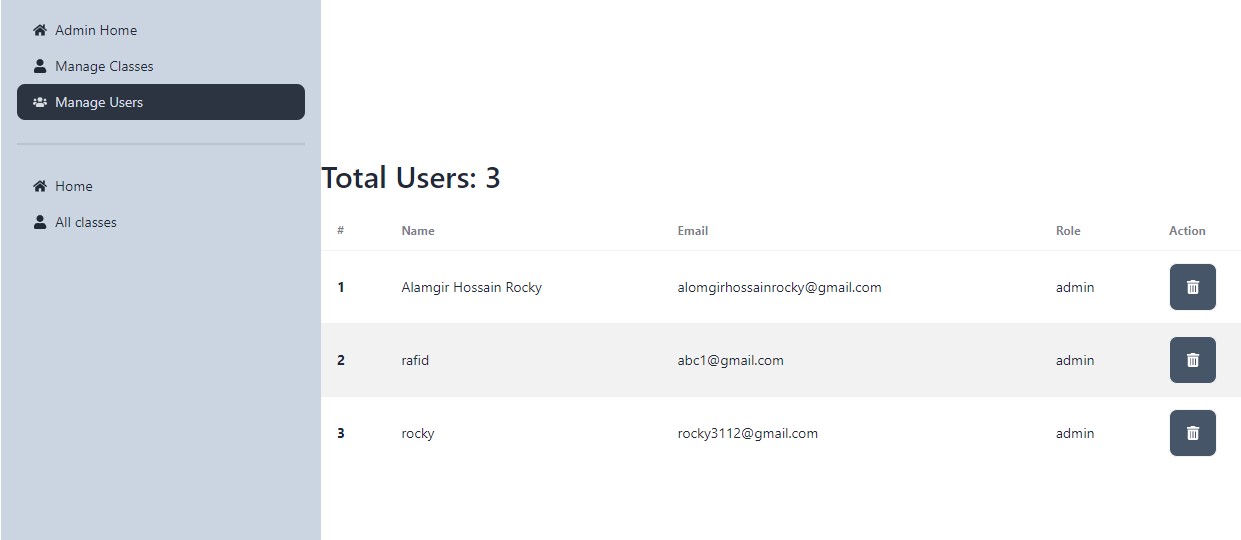 Admin Home
Manage Classes
Manage Users
Home
All classes
Total Users: 3
# Name Email Role Action
1 Alamgir Hossain Rocky alomgirhossainrocky@gmail.com admin
2 rafid abc1@gmail.com admin
3 rocky rocky3112@gmail.com admin